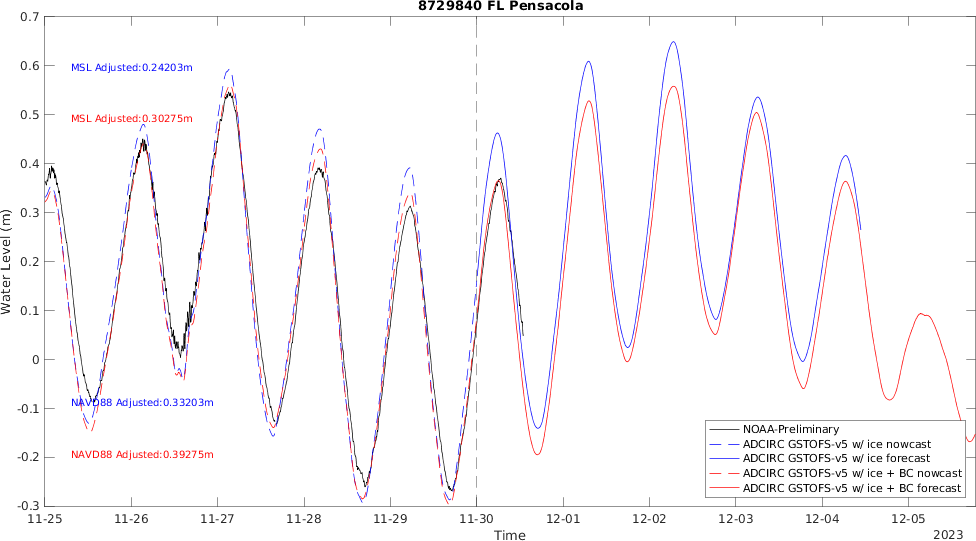 8729840 FL Pensacola
0.7
0.6
0.5
0.4
0.3
0.2
0.1
0
-0.1
-0.2
-0.3
Water Level (m)
MSL Adjusted:0.24203m
MSL Adjusted:0.30275m
NAVD88 Adjusted:0.33203m
NAVD88 Adjusted:0.39275m
NOAA-Preliminary
ADCIRC GSTOFS-v5 w/ ice nowcast
ADCIRC GSTOFS-v5 w/ ice forecast
ADCIRC GSTOFS-v5 w/ ice + BC nowcast
ADCIRC GSTOFS-v5 w/ ice + BC forecast
11-25 11-26 11-27 11-28 11-29 11-30 12-01 12-02 12-03 12-04 12-05
Time
2023